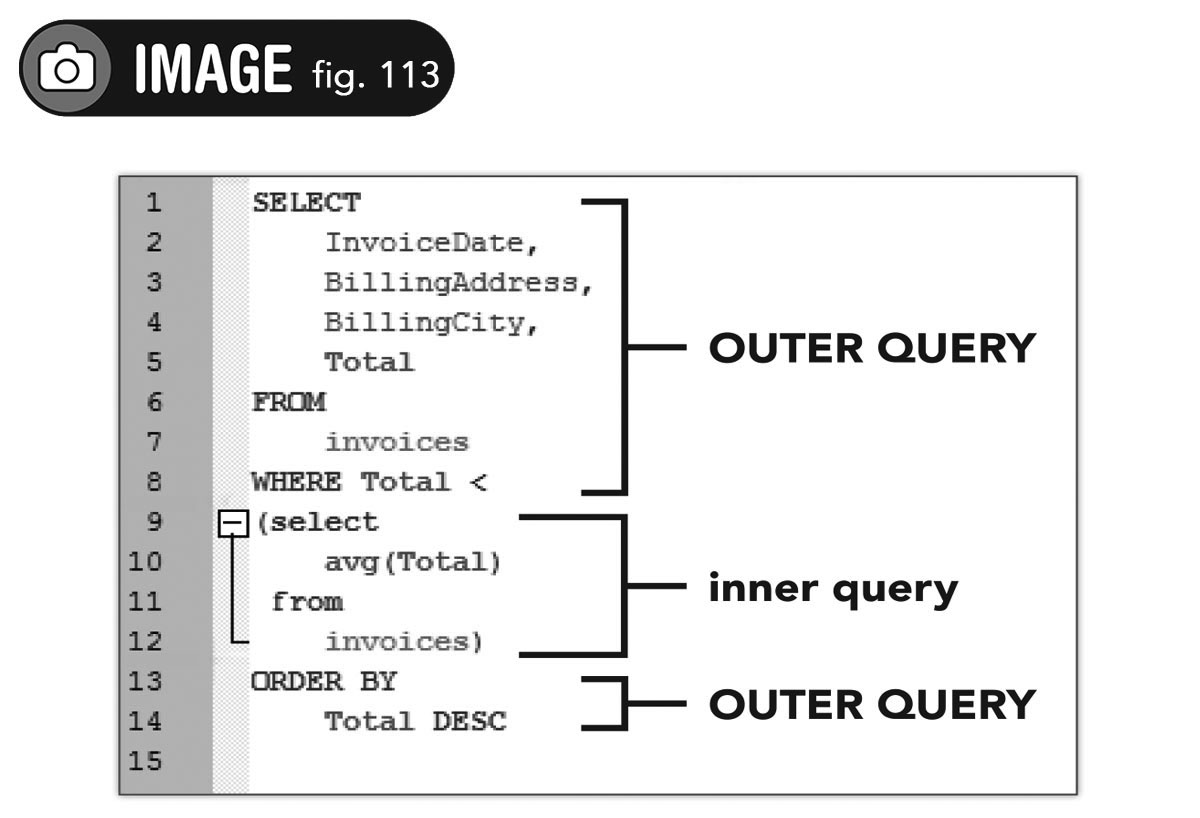 IMAGE fig. 113
1 SELECT
2 InvoiceDate,
3 BillingAddress,
4 BillingCity,
OUTER QUERY
5 Total
6 FROM
7 invoices
8 WHERE Total <
9 (select
10 avg(Total)
inner query
11 from
12 invoices)
13 ORDER BY
OUTER QUERY
14 Total DESC
15